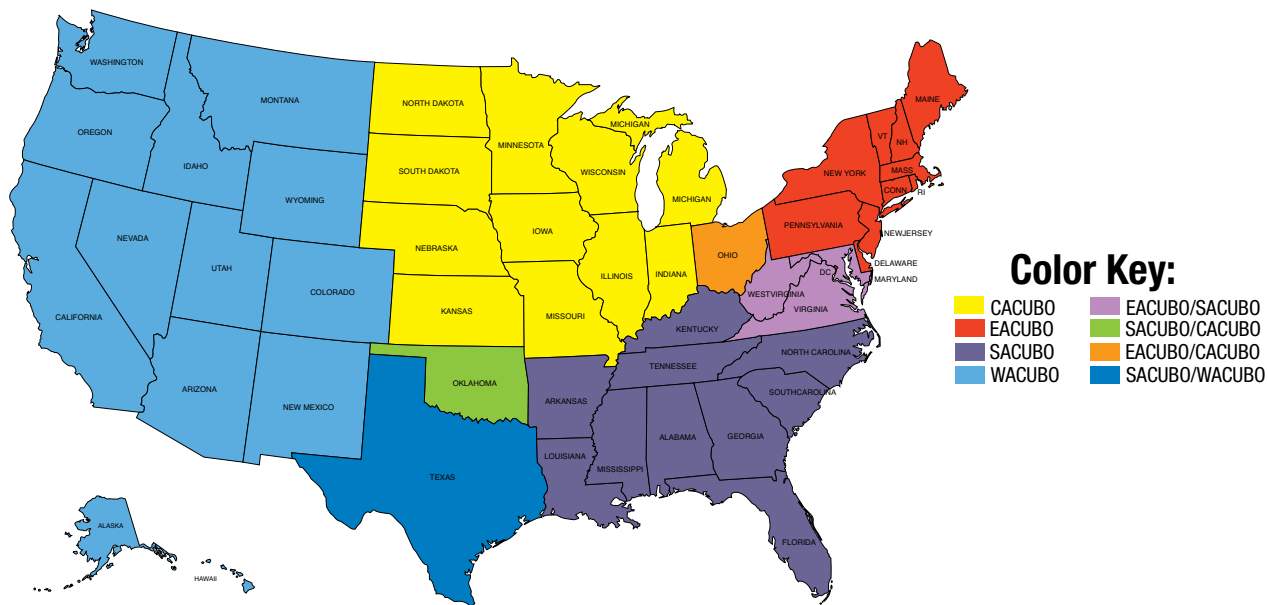 WASHINGTON
MONTANA
NORTH DAKOTA
MAINE
MICHIGAN
OREGON
VT
NH
MINNESOTA
IDAHO
SOUTH DAKOTA
WISCONSIN
NEW YORK
MASS
CONN
RI
WYOMING
MICHIGAN
NEVADA
PENNSYLVANIA
IOWA
NEWJERSEY
NEBRASKA
OHIO
UTAH
DELAWARE
DC
ILLINOIS
INDIANA
MARYLAND
COLORADO
WESTVIRGINIA
CALIFORNIA
KANSAS
MISSOURI
VIRGINIA
KENTUCKY
NORTH CAROLINA
TENNESSEE
OKLAHOMA
ARIZONA
SOUTHCAROLINA
ARKANSAS
NEW MEXICO
ALABAMA
GEORGIA
LOUISIANA
MISSISSIPPI
TEXAS
ALASKA
FLORIDA
HAWAII
Color Key:
CACUBO
EACUBO
SACUBO
WACUBO
EACUBO/SACUBO
SACUBO/CACUBO
EACUBO/CACUBO
SACUBO/WACUBO